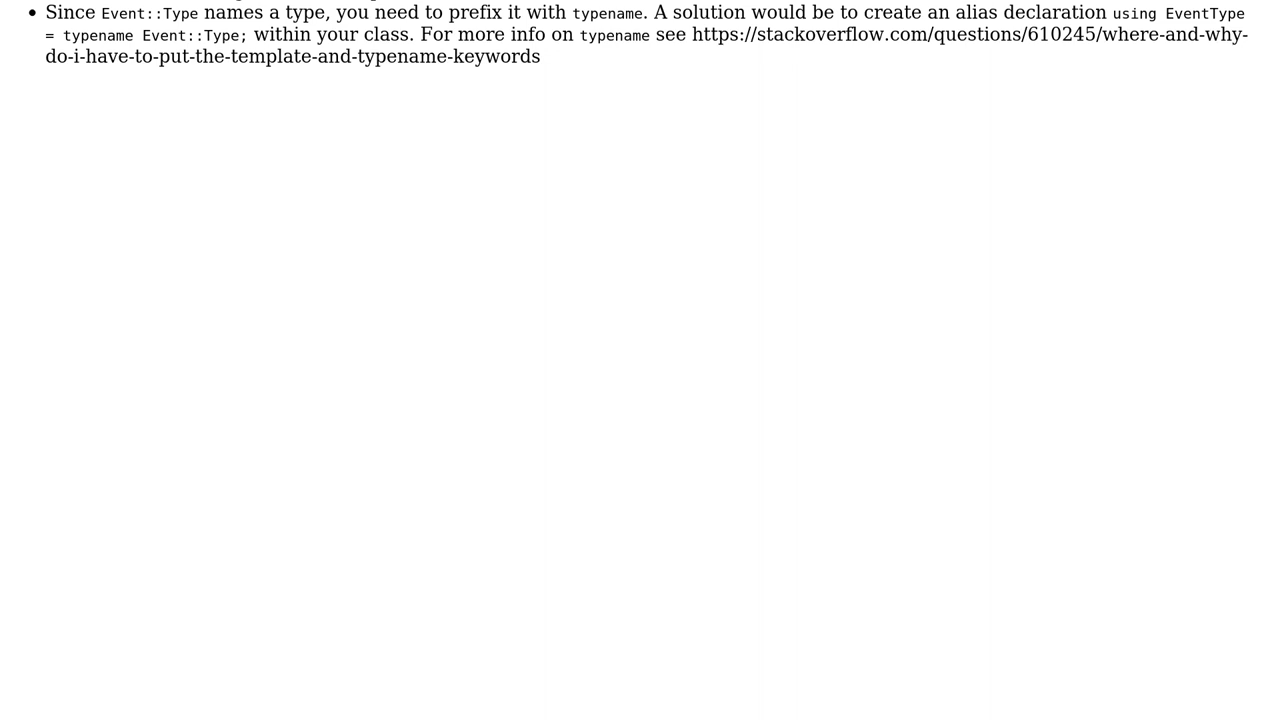 • Since Event::Type names a type, you need to prefix it with typename. A solution would be to create an alias declaration using EventType
= typename Event::Type; within your class. For more info on typename see https://stackoverflow.com/questions/610245/where-and-why-
do-i-have-to-put-the-template-and-typename-keywords